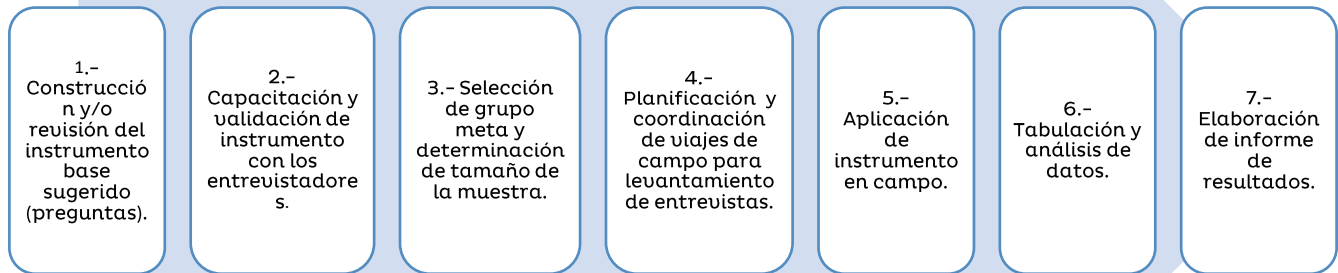 1.-
Construcció
n y/o
revisión del
instrumento
base
sugerido
(preguntas).
2.-
Capacitación y
validación de
instrumento
con los
entrevistadore
s.
3.- Selección
de grupo
meta y
determinación
de tamaño de
la muestra.
4.-
Planificación y
coordinación
de viajes de
campo para
levantamiento
de entrevistas.
5.-
Aplicación
de
instrumento
en campo.
6.-
Tabulación y
análisis de
datos.
7.-
Elaboración
de informe
de
resultados.